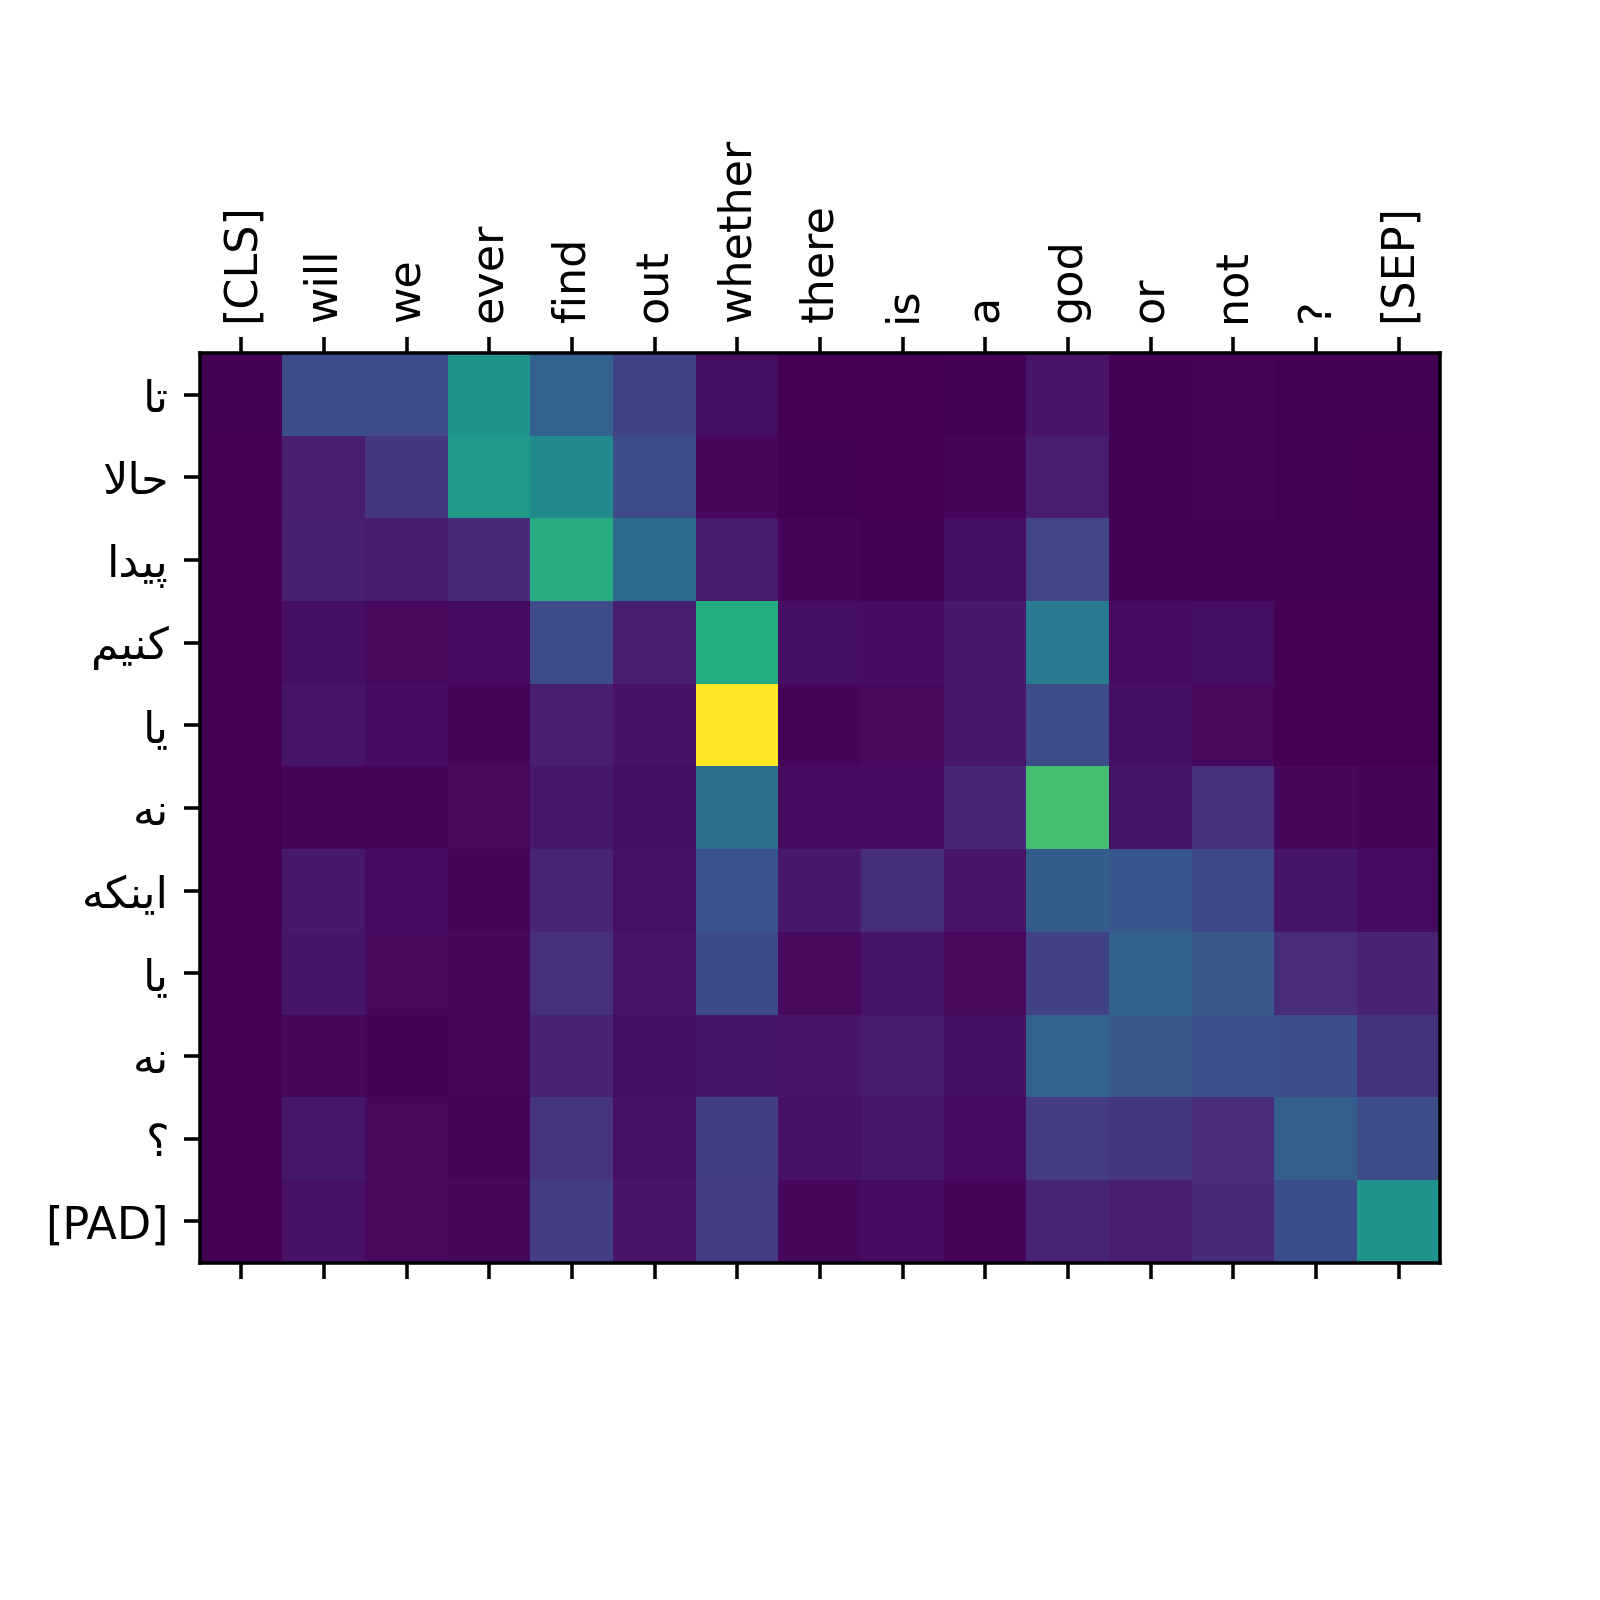 [CLS]
will
we
ever
find
out
whether
there
is
a
god
or
not
?
[SEP]
تا
حالا
پیدا
کنیم
یا
نه
اینکه
یا
نه
؟
[PAD]